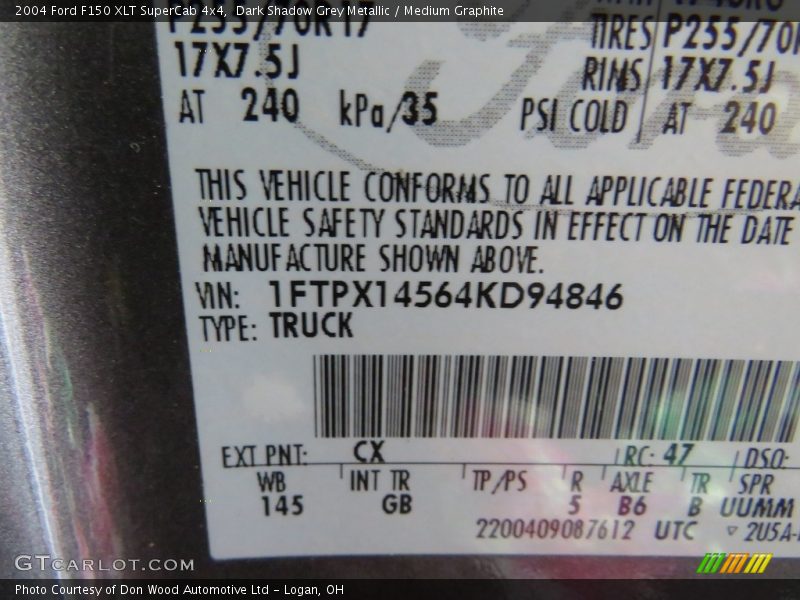 2004 Ford F150 XLT SuperCab 4x4, Dark Shadow Grey Metallic / Medium Graphite
P255/70R17 TIRES P255/70R
17X7.5J RIMS 17X7.5J
AT 240 kPa/35 PSI COLD AT 240
THIS VEHICLE CONFORMS TO ALL APPLICABLE FEDERA
VEHICLE SAFETY STANDARDS IN EFFECT ON THE DATE
MANUFACTURE SHOWN ABOVE.
VIN: 1FTPX14564KD94846
TYPE: TRUCK
EXT PNT: CX RC: 47 DSO:
WB INT TR TP/PS R AXLE TR SPR
145 GB 5 B6 B UUMM
2200409087612 UTC 2U5A-
GTCARLOT.COM
Photo Courtesy of Don Wood Automotive Ltd - Logan, OH